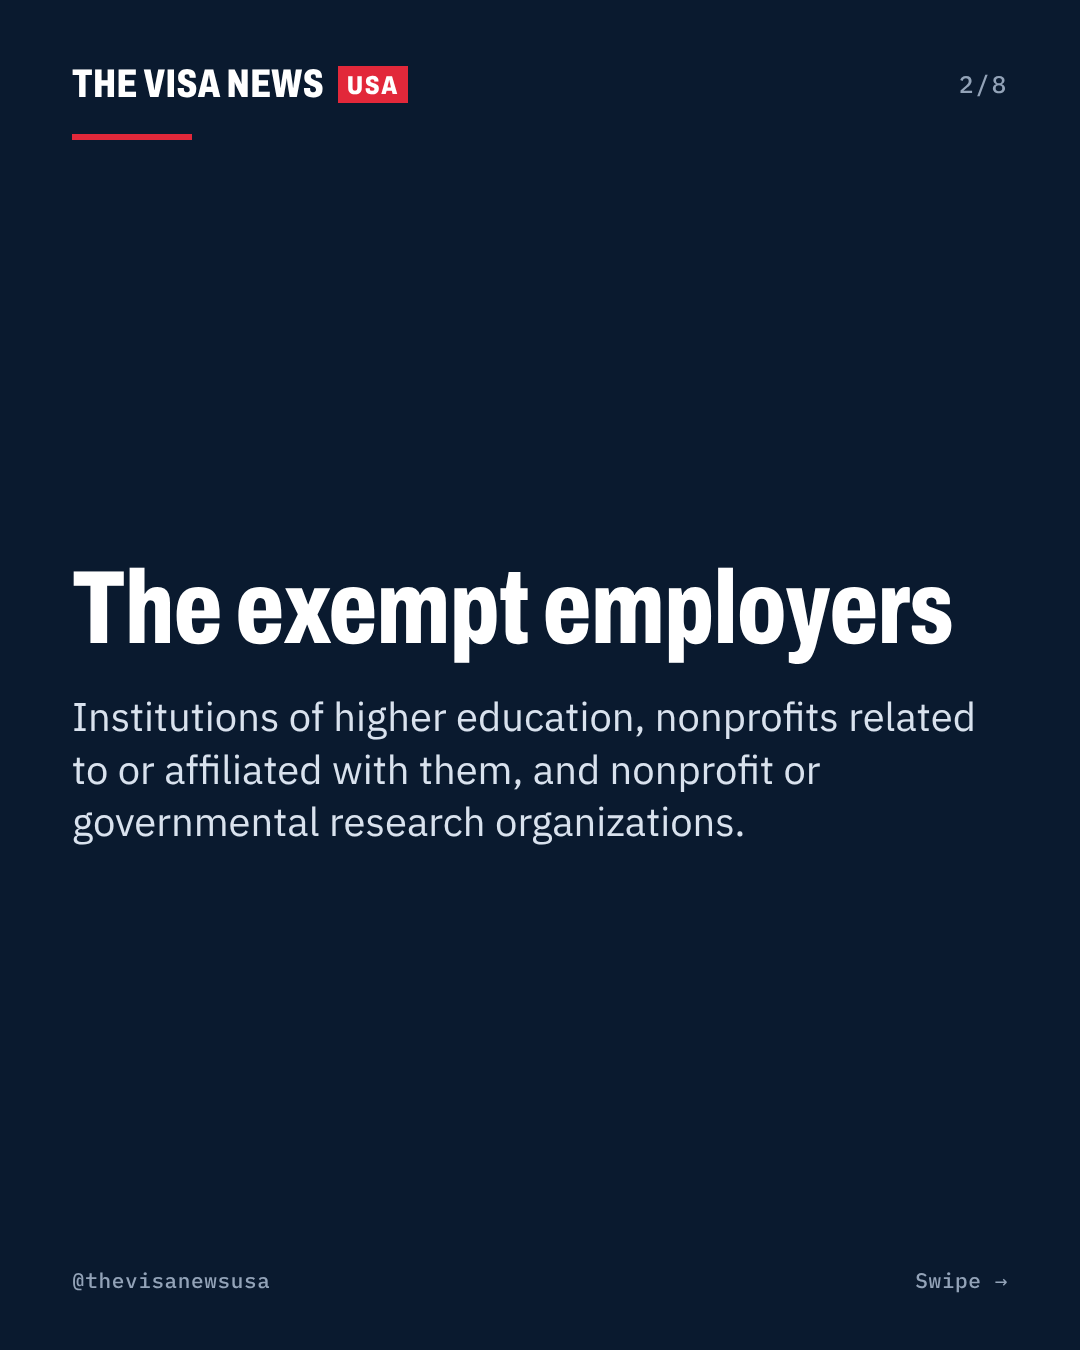 THE VISA NEWS USA
2/8
The exempt employers
Institutions of higher education, nonprofits related
to or affiliated with them, and nonprofit or
governmental research organizations.
@thevisanewsusa
Swipe →